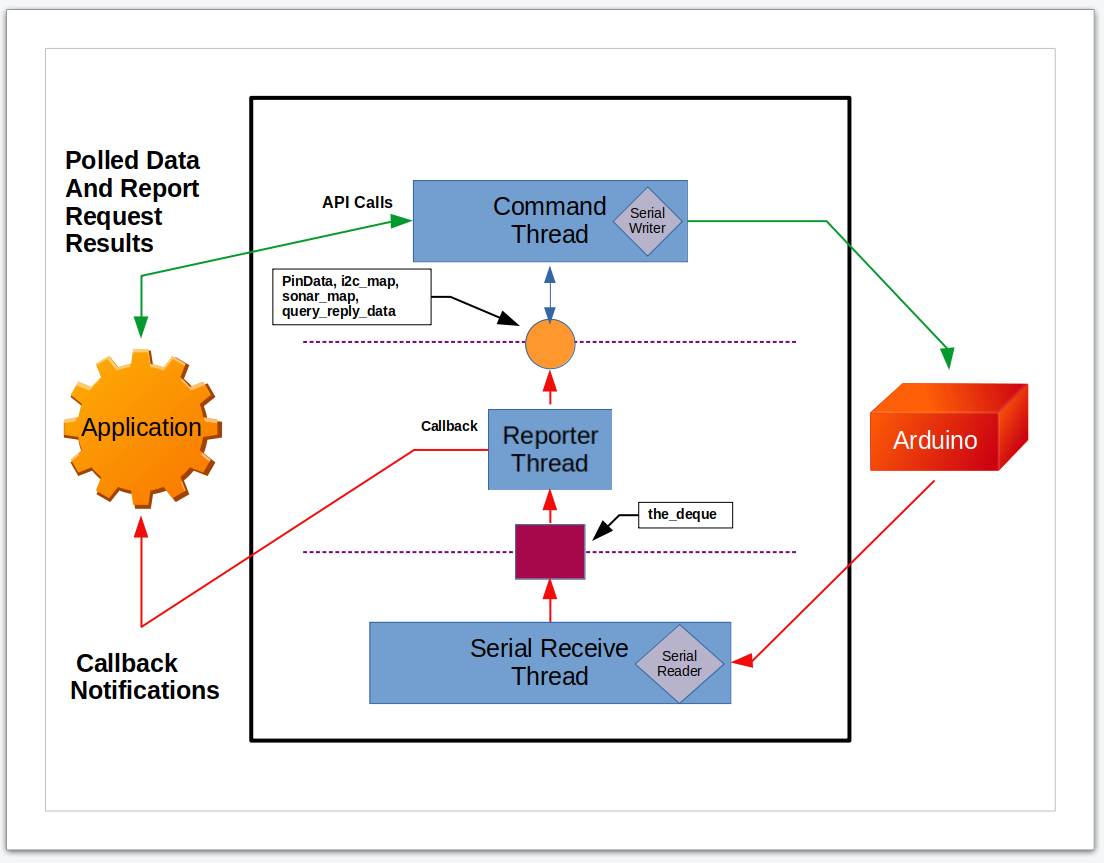 Polled Data
And Report
Request
Results
API Calls
Command
Thread
Serial
Writer
PinData, i2c_map,
sonar_map,
query_reply_data
Application
Callback
Reporter
Thread
Arduino
the_deque
Serial Receive
Thread
Serial
Reader
Callback
Notifications